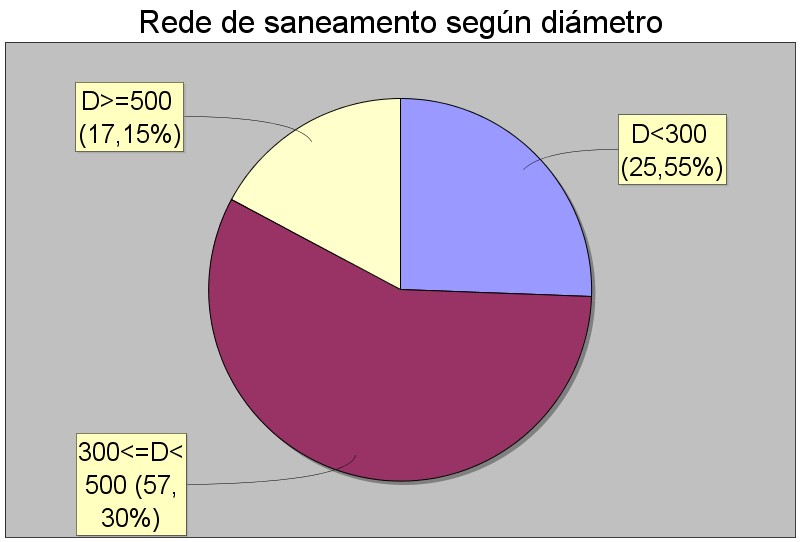 Rede de saneamento según diámetro
D>=500
(17,15%)
D<300
(25,55%)
300<=D<
500 (57,
30%)